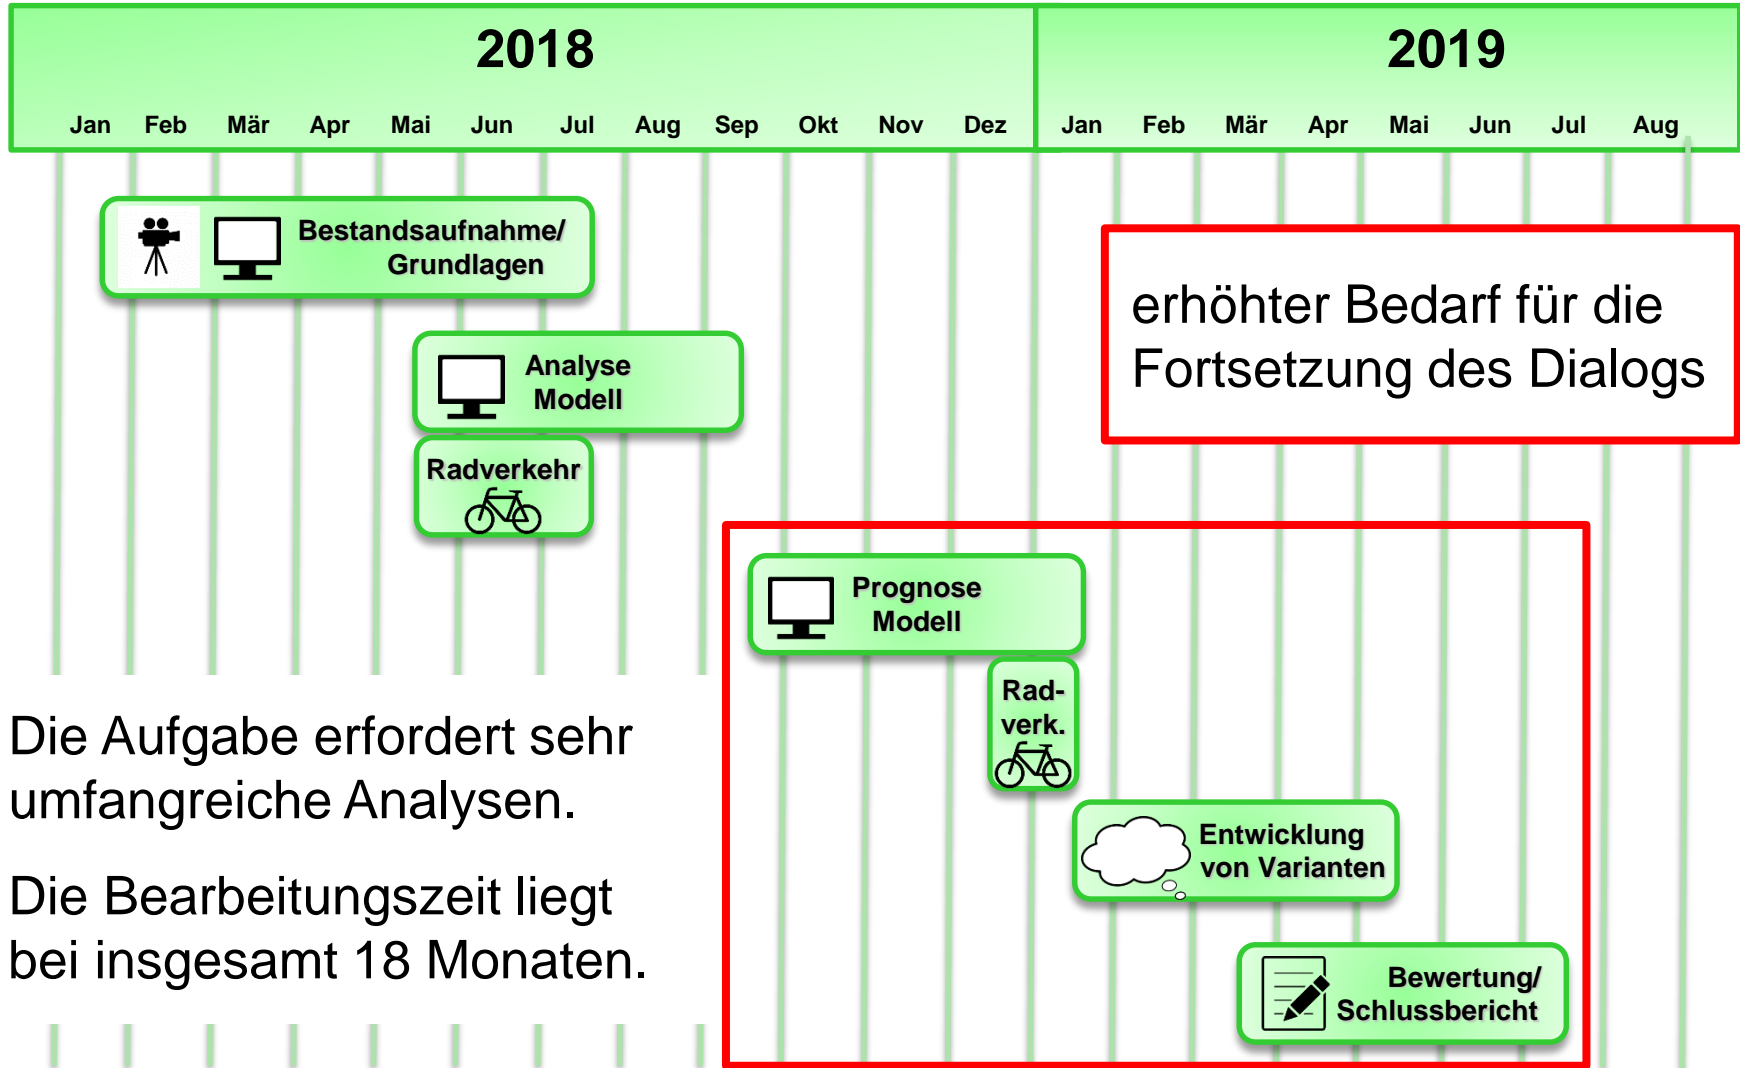 2018
2019
Jan Feb Mär Apr Mai Jun Jul Aug Sep Okt Nov Dez Jan Feb Mär Apr Mai Jun Jul Aug
Bestandsaufnahme/
Grundlagen
erhöhter Bedarf für die
Fortsetzung des Dialogs
Analyse
Modell
Radverkehr
Prognose
Modell
Rad-
verk.
Die Aufgabe erfordert sehr
umfangreiche Analysen.
Die Bearbeitungszeit liegt
bei insgesamt 18 Monaten.
Entwicklung
von Varianten
Bewertung/
Schlussbericht